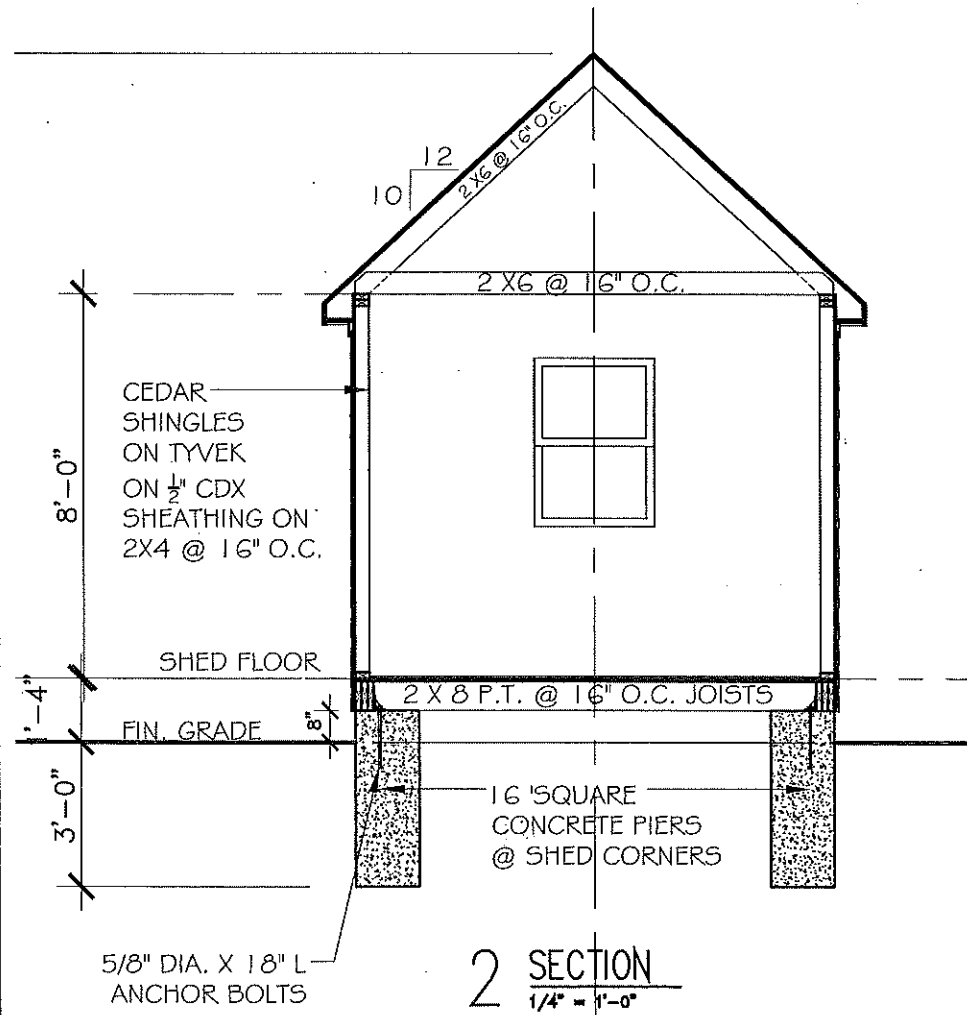 12
10
2 X6 @ 16" O.C.
2 X6 @ 16" O.C.
CEDAR
SHINGLES
ON TYVEK
ON ½" CDX
SHEATHING ON
2X4 @ 16" O.C.
8'-0"
SHED FLOOR
2 X 8 P.T. @ 16" O.C. JOISTS
'-4"
8"
FIN. GRADE
3'-0"
16 'SQUARE
CONCRETE PIERS
@ SHED CORNERS
5/8" DIA. X 18" L
ANCHOR BOLTS
2 SECTION
1/4" = 1'-0"